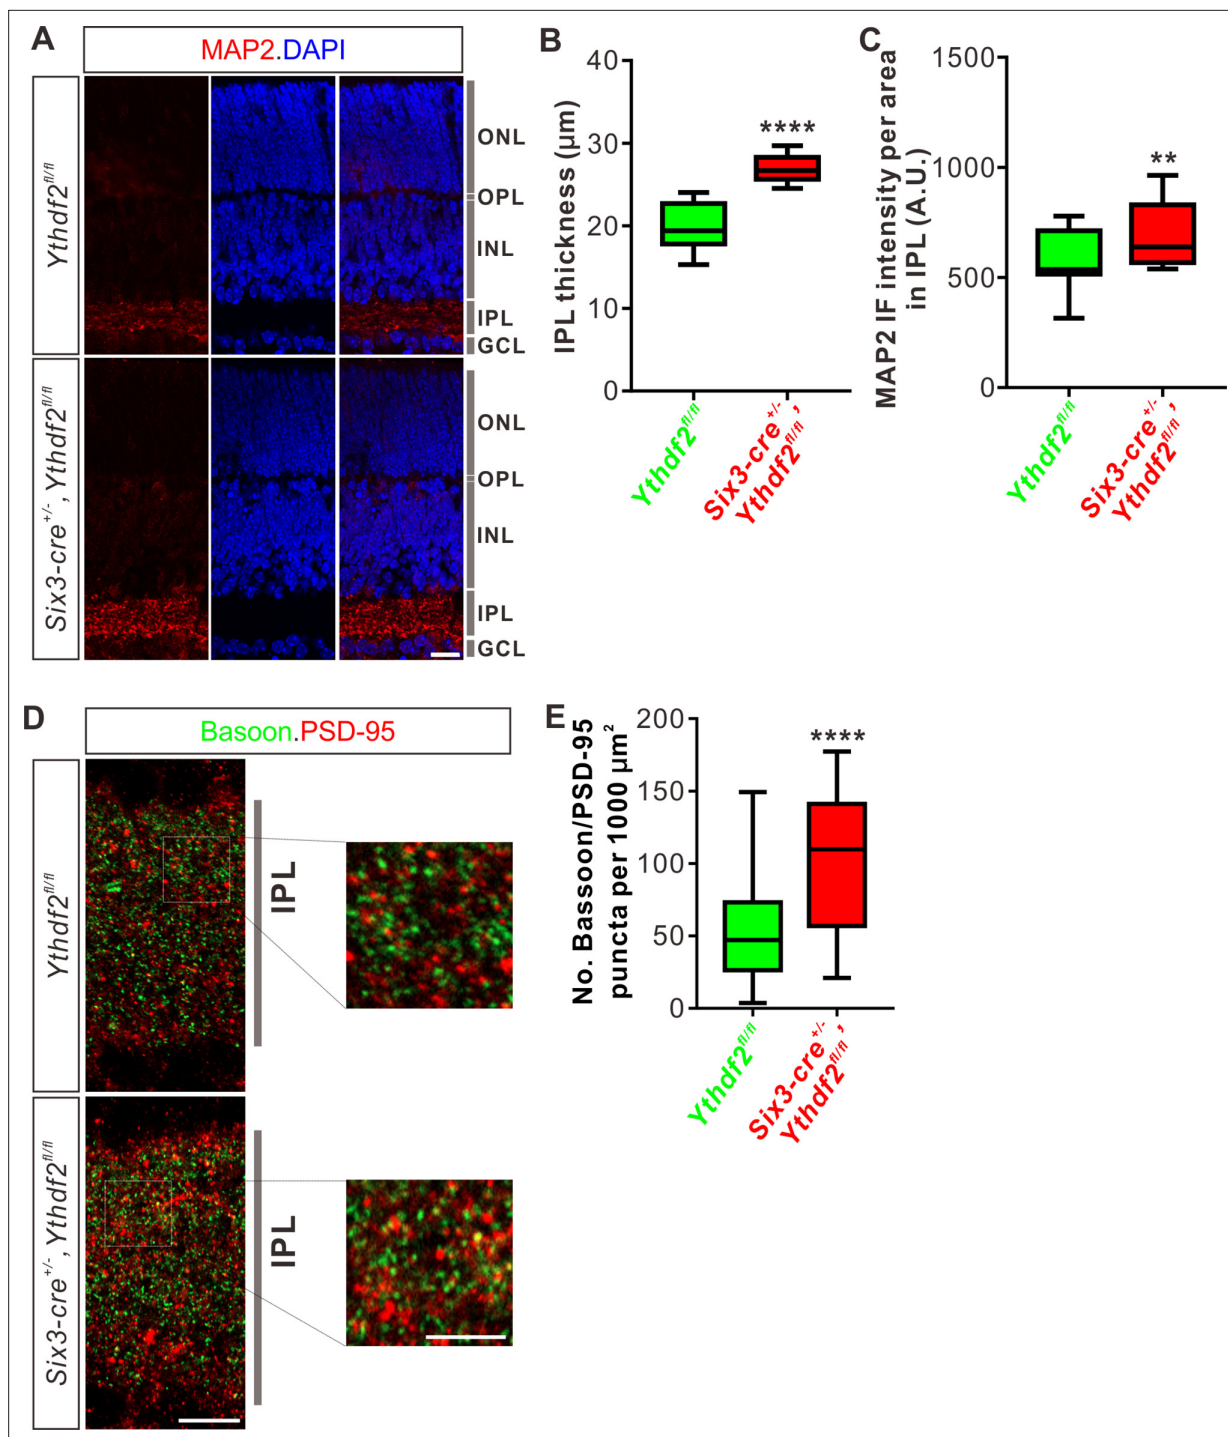 A
MAP2.DAPI
Ythdf2fl/fl
ONL
OPL
INL
IPL
GCL
Six3-cre+/-, Ythdf2fl/fl
ONL
OPL
INL
IPL
GCL
B
IPL thickness (µm)
40
30
20
10
0
****
Ythdf2fl/fl
Six3-cre+/-,
Ythdf2fl/fl
C
MAP2 IF intensity per area
in IPL (A.U.)
1500
1000
500
0
**
Ythdf2fl/fl
Six3-cre+/-,
Ythdf2fl/fl
D
Basoon.PSD-95
Ythdf2fl/fl
IPL
Six3-cre+/-, Ythdf2fl/fl
IPL
E
No. Bassoon/PSD-95
puncta per 1000 µm²
200
150
100
50
0
****
Ythdf2fl/fl
Six3-cre+/-,
Ythdf2fl/fl